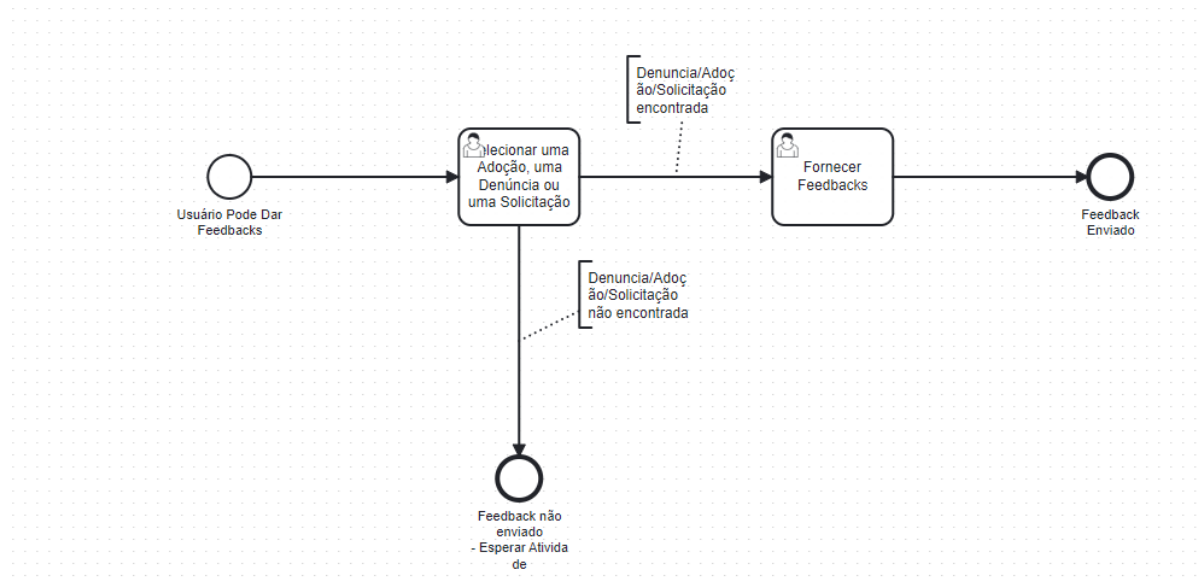 Denuncia/Adoç
ão/Solicitação
encontrada
elecionar uma
Adoção, uma
Denúncia ou
uma Solicitação
Fornecer
Feedbacks
Usuário Pode Dar
Feedbacks
Feedback
Enviado
Denuncia/Adoç
ão/Solicitação
não encontrada
Feedback não
enviado
- Esperar Ativida
de